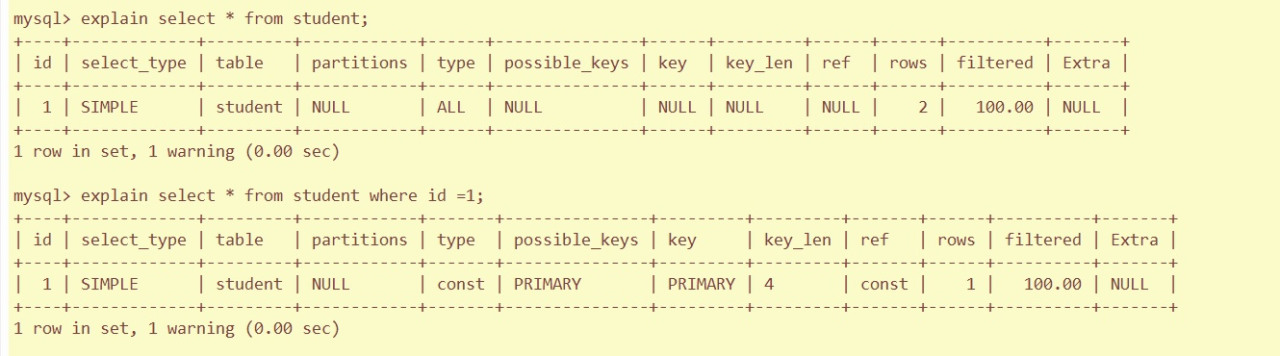 mysql> explain select * from student;
+----+-------------+---------+------------+------+---------------+------+---------+------+------+----------+-------+
| id | select_type | table   | partitions | type | possible_keys | key  | key_len | ref  | rows | filtered | Extra |
+----+-------------+---------+------------+------+---------------+------+---------+------+------+----------+-------+
|  1 | SIMPLE      | student | NULL       | ALL  | NULL          | NULL | NULL    | NULL |    2 |   100.00 | NULL  |
+----+-------------+---------+------------+------+---------------+------+---------+------+------+----------+-------+
1 row in set, 1 warning (0.00 sec)

mysql> explain select * from student where id =1;
+----+-------------+---------+------------+-------+---------------+---------+---------+-------+------+----------+-------+
| id | select_type | table   | partitions | type  | possible_keys | key     | key_len | ref   | rows | filtered | Extra |
+----+-------------+---------+------------+-------+---------------+---------+---------+-------+------+----------+-------+
|  1 | SIMPLE      | student | NULL       | const | PRIMARY       | PRIMARY | 4       | const |    1 |   100.00 | NULL  |
+----+-------------+---------+------------+-------+---------------+---------+---------+-------+------+----------+-------+
1 row in set, 1 warning (0.00 sec)